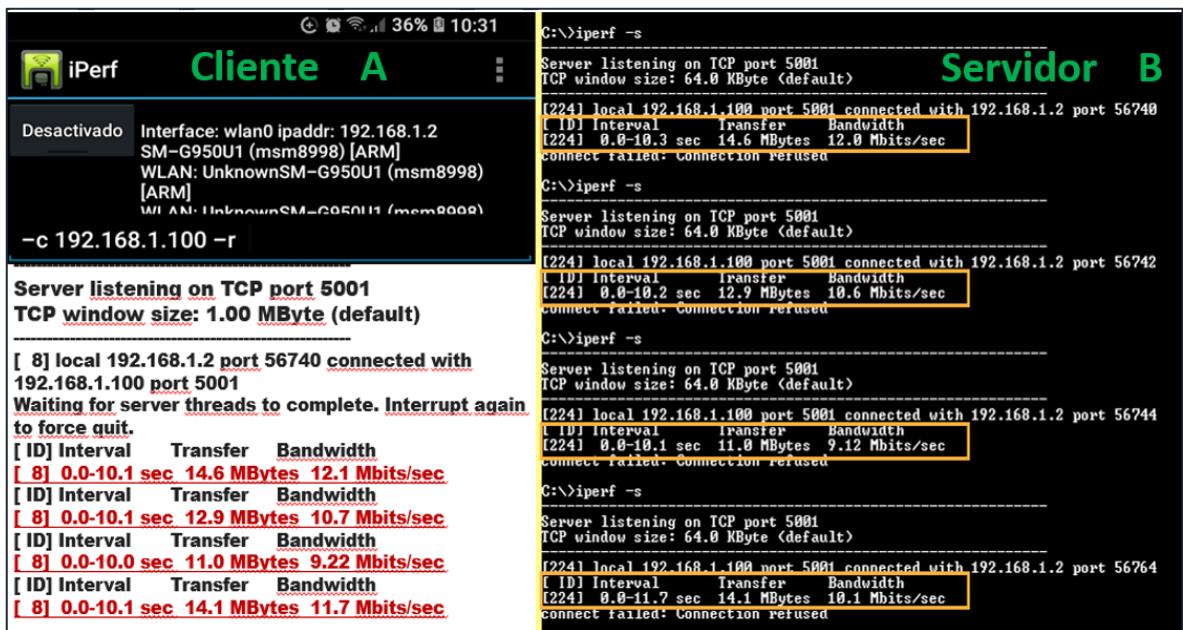 36% 10:31
iPerf
Cliente A
Desactivado
Interface: wlan0 ipaddr: 192.168.1.2
SM-G950U1 (msm8998) [ARM]
WLAN: UnknownSM-G950U1 (msm8998)
[ARM]
WLAN: UnknownSM-G950U1 (msm8998)
-c 192.168.1.100 -r
------------------------------------------------------------
Server listening on TCP port 5001
TCP window size: 1.00 MByte (default)
------------------------------------------------------------
[ 8] local 192.168.1.2 port 56740 connected with
192.168.1.100 port 5001
Waiting for server threads to complete. Interrupt again
to force quit.
[ ID] Interval Transfer Bandwidth
[ 8] 0.0-10.1 sec 14.6 MBytes 12.1 Mbits/sec
[ ID] Interval Transfer Bandwidth
[ 8] 0.0-10.1 sec 12.9 MBytes 10.7 Mbits/sec
[ ID] Interval Transfer Bandwidth
[ 8] 0.0-10.0 sec 11.0 MBytes 9.22 Mbits/sec
[ ID] Interval Transfer Bandwidth
[ 8] 0.0-10.1 sec 14.1 MBytes 11.7 Mbits/sec
Servidor B
C:\>iperf -s
------------------------------------------------------------
Server listening on TCP port 5001
TCP window size: 64.0 KByte (default)
------------------------------------------------------------
[224] local 192.168.1.100 port 5001 connected with 192.168.1.2 port 56740
[ ID] Interval Transfer Bandwidth
[224] 0.0-10.3 sec 14.6 MBytes 12.0 Mbits/sec
connect failed: Connection refused
C:\>iperf -s
------------------------------------------------------------
Server listening on TCP port 5001
TCP window size: 64.0 KByte (default)
------------------------------------------------------------
[224] local 192.168.1.100 port 5001 connected with 192.168.1.2 port 56742
[ ID] Interval Transfer Bandwidth
[224] 0.0-10.2 sec 12.9 MBytes 10.6 Mbits/sec
connect failed: Connection refused
C:\>iperf -s
------------------------------------------------------------
Server listening on TCP port 5001
TCP window size: 64.0 KByte (default)
------------------------------------------------------------
[224] local 192.168.1.100 port 5001 connected with 192.168.1.2 port 56744
[ ID] Interval Transfer Bandwidth
[224] 0.0-10.1 sec 11.0 MBytes 9.12 Mbits/sec
connect failed: Connection refused
C:\>iperf -s
------------------------------------------------------------
Server listening on TCP port 5001
TCP window size: 64.0 KByte (default)
------------------------------------------------------------
[224] local 192.168.1.100 port 5001 connected with 192.168.1.2 port 56764
[ ID] Interval Transfer Bandwidth
[224] 0.0-11.7 sec 14.1 MBytes 10.1 Mbits/sec
connect failed: Connection refused